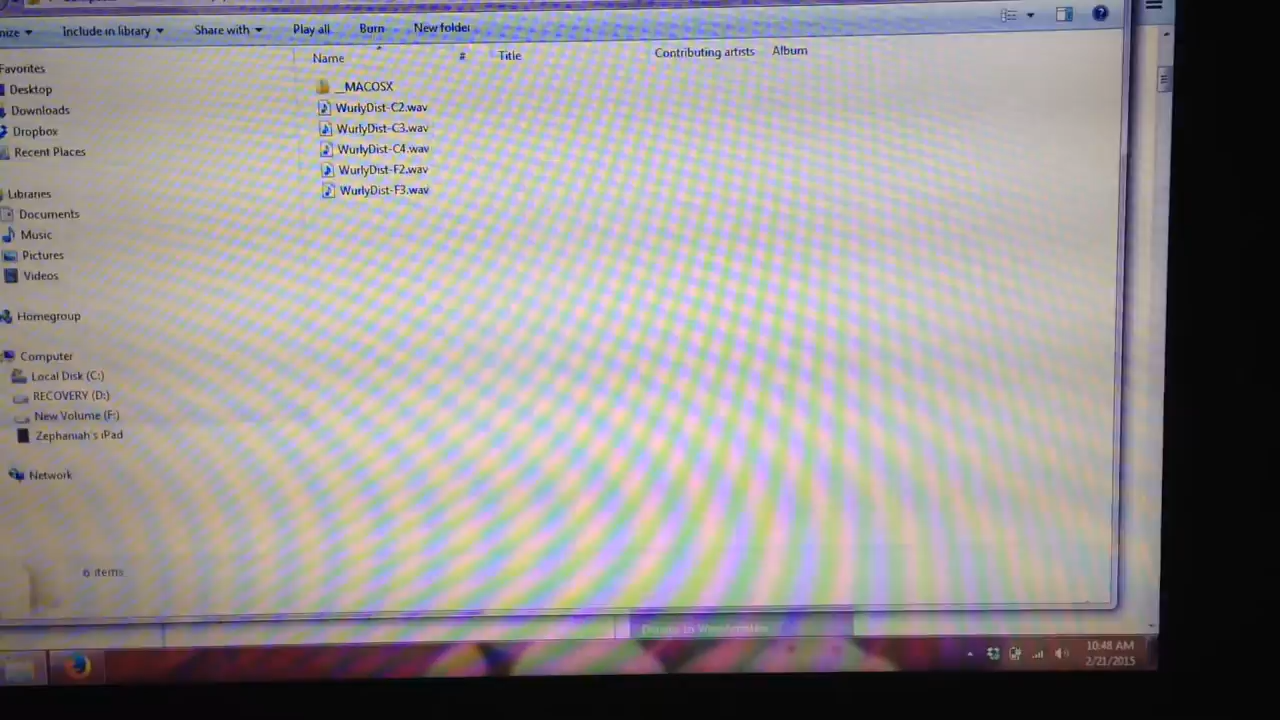 Include in library
Share with
Play all
Burn
New folder
Name
#
Title
Contributing artists
Album
Favorites
Desktop
Downloads
Dropbox
Recent Places
Libraries
Documents
Music
Pictures
Videos
Homegroup
Computer
Local Disk (C:)
RECOVERY (D:)
New Volume (F:)
Zephaniah's iPad
Network
__MACOSX
WurlyDist-C2.wav
WurlyDist-C3.wav
WurlyDist-C4.wav
WurlyDist-F2.wav
WurlyDist-F3.wav
6 items
10:48 AM
2/21/2015